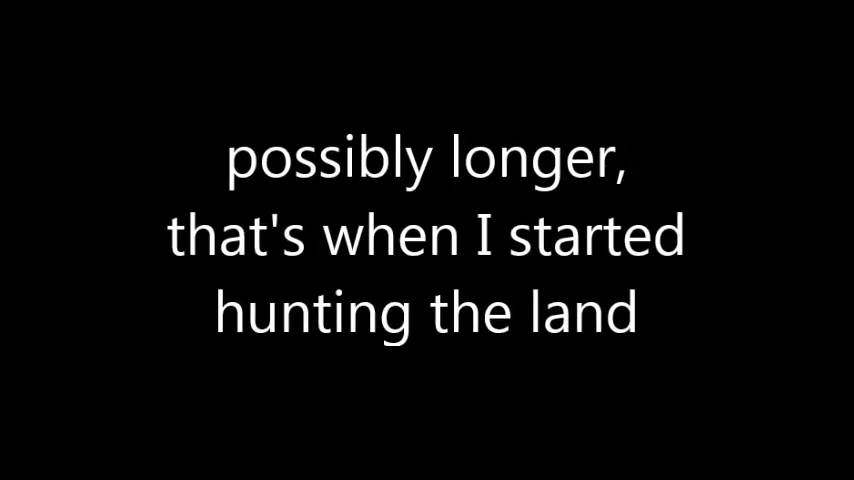 possibly longer,
that's when I started
hunting the land